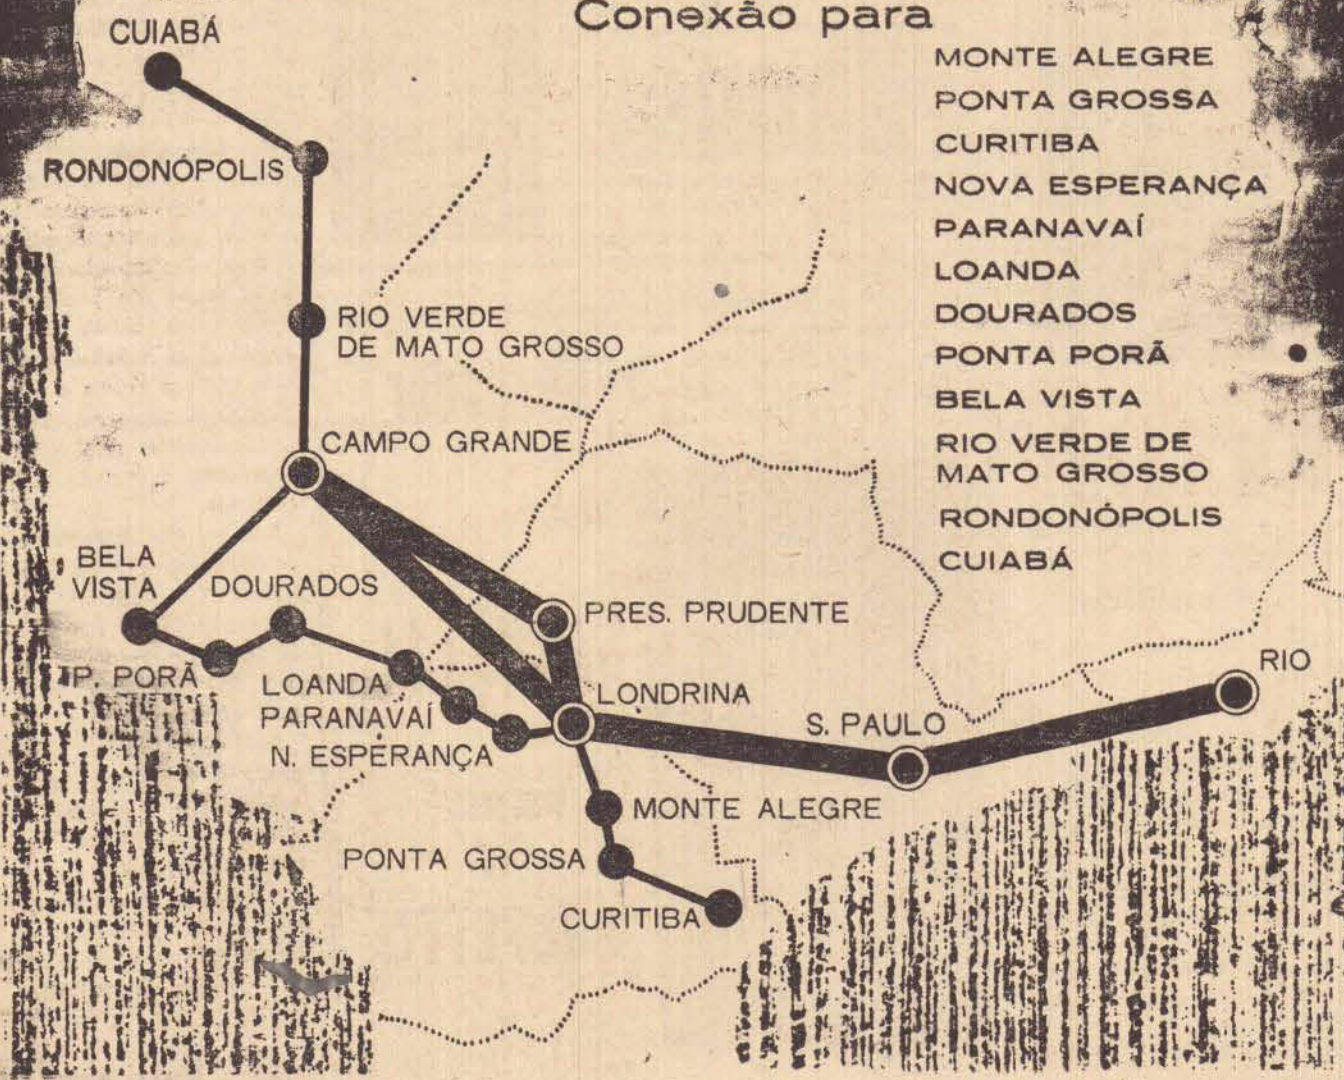 Conexão para
MONTE ALEGRE
PONTA GROSSA
CURITIBA
NOVA ESPERANÇA
PARANAVAÍ
LOANDA
DOURADOS
PONTA PORÃ
BELA VISTA
RIO VERDE DE
MATO GROSSO
RONDONÓPOLIS
CUIABÁ
CUIABÁ
RONDONÓPOLIS
RIO VERDE
DE MATO GROSSO
CAMPO GRANDE
BELA
VISTA
DOURADOS
PRES. PRUDENTE
P. PORÃ
LOANDA
PARANAVAÍ
N. ESPERANÇA
LONDRINA
S. PAULO
RIO
MONTE ALEGRE
PONTA GROSSA
CURITIBA